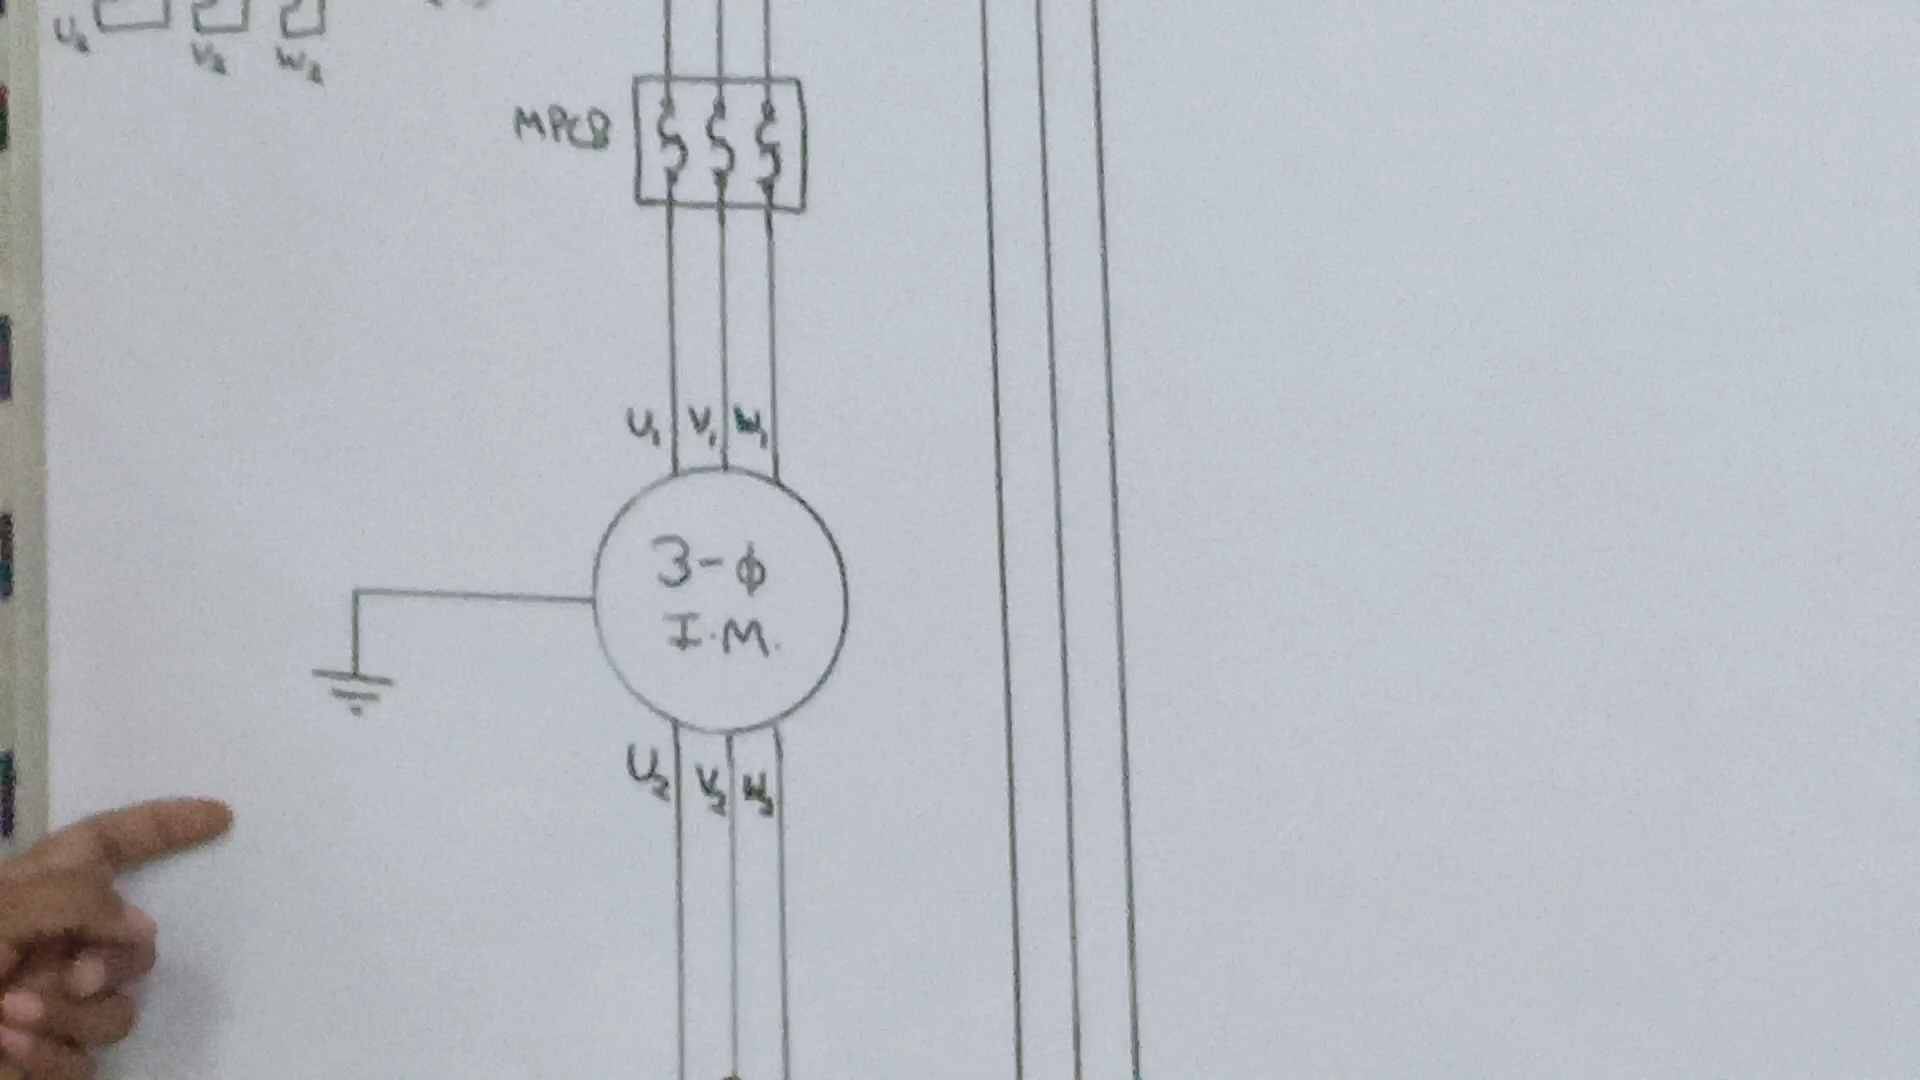 U2 V2 W2
MPCB
U1 V1 W1
3-ϕ
I.M.
U2 V2 W2